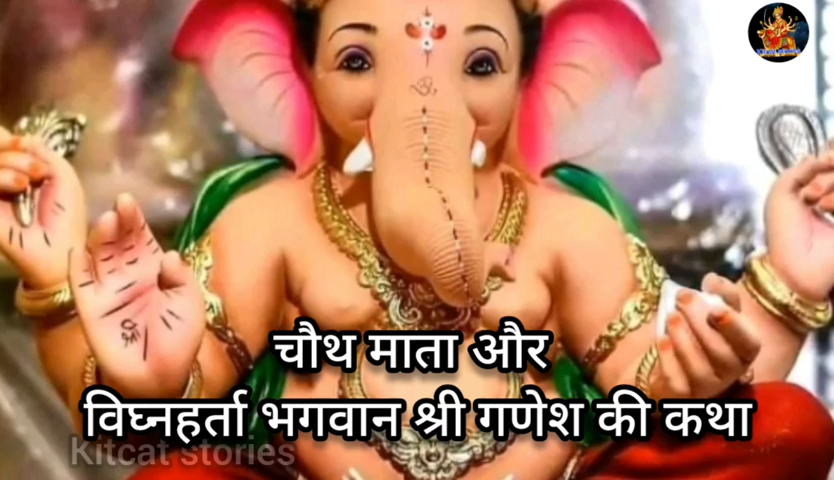 चौथ माता और
विघ्नहर्ता भगवान श्री गणेश की कथा
Kitcat stories